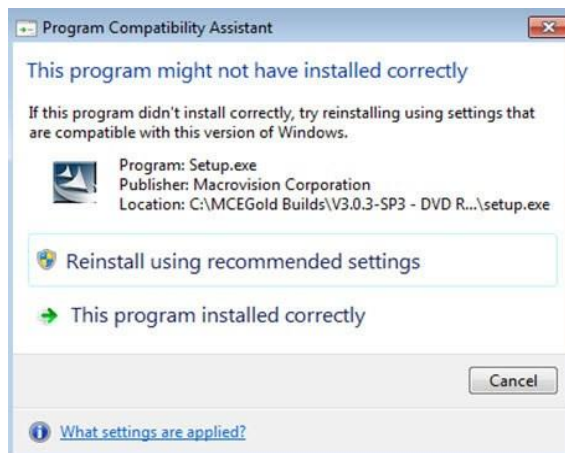 Program Compatibility Assistant
This program might not have installed correctly
If this program didn't install correctly, try reinstalling using settings that
are compatible with this version of Windows.
Program: Setup.exe
Publisher: Macrovision Corporation
Location: C:\MCEGold Builds\V3.0.3-SP3 - DVD R...\setup.exe
Reinstall using recommended settings
This program installed correctly
Cancel
What settings are applied?